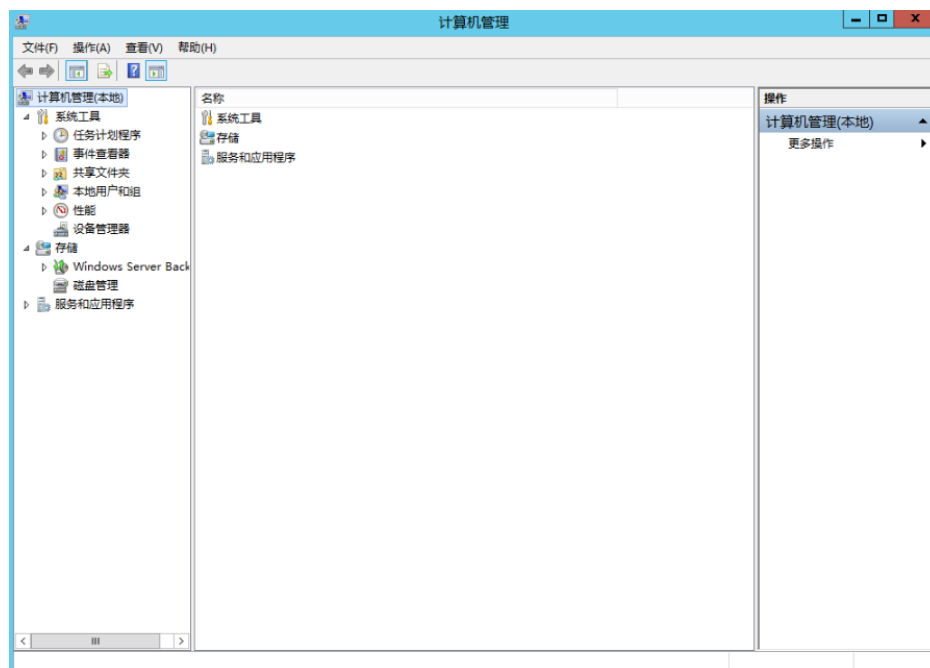 计算机管理
文件(F) 操作(A) 查看(V) 帮助(H)
计算机管理(本地)
系统工具
任务计划程序
事件查看器
共享文件夹
本地用户和组
性能
设备管理器
存储
Windows Server Back
磁盘管理
服务和应用程序
名称
系统工具
存储
服务和应用程序
操作
计算机管理(本地)
更多操作